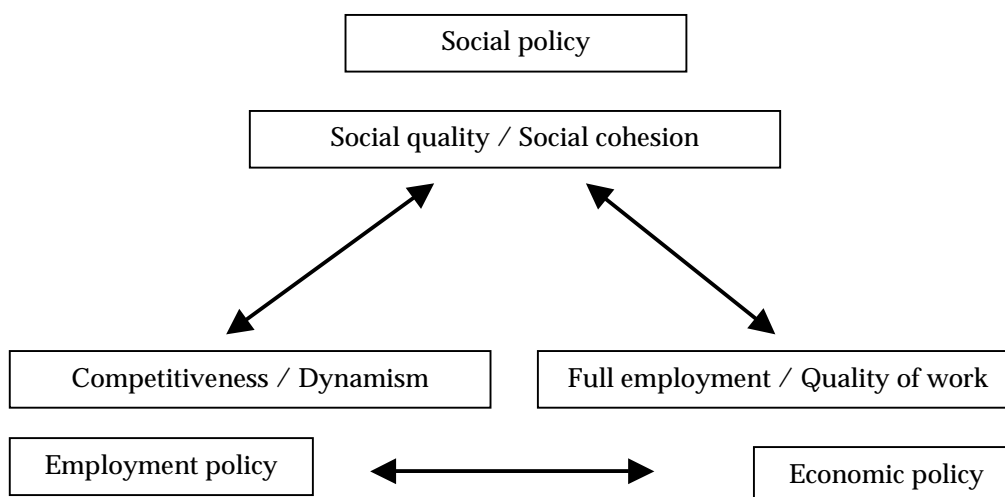 Social policy
Social quality / Social cohesion
Competitiveness / Dynamism
Full employment / Quality of work
Employment policy
Economic policy